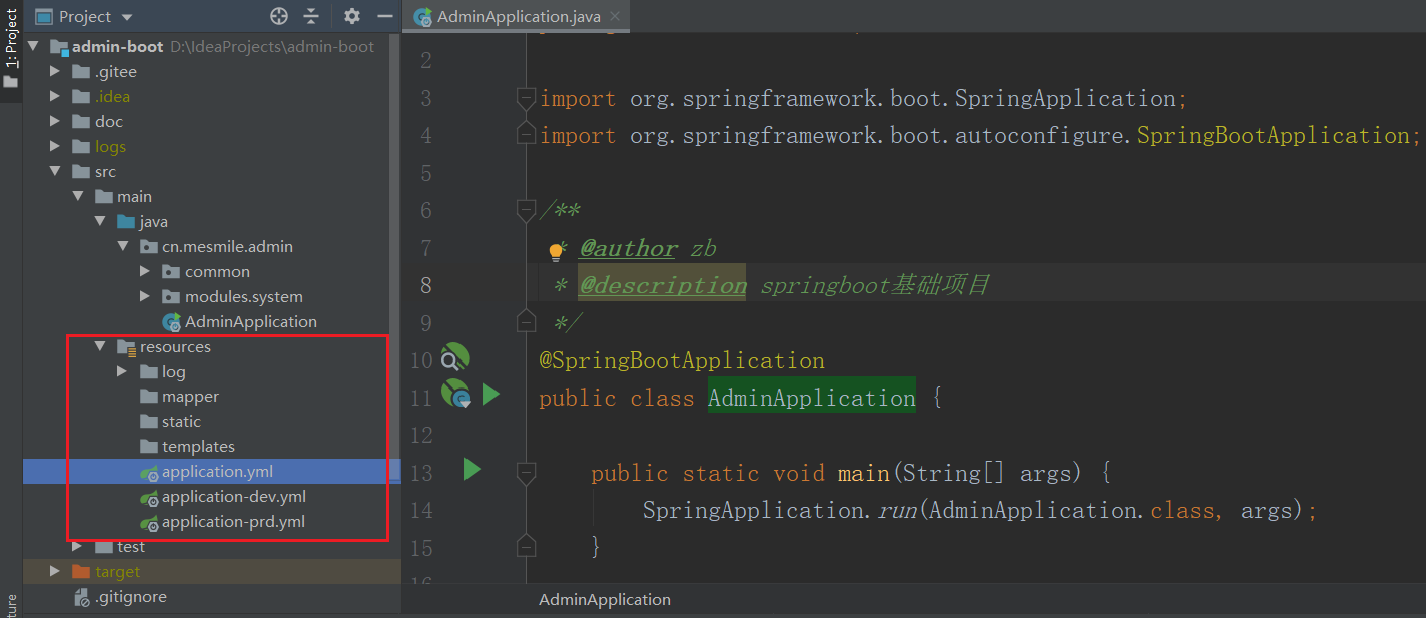 1: Project
Project
admin-boot D:\IdeaProjects\admin-boot
.gitee
.idea
doc
logs
src
main
java
cn.mesmile.admin
common
modules.system
AdminApplication
resources
log
mapper
static
templates
application.yml
application-dev.yml
application-prd.yml
test
target
.gitignore
ture
AdminApplication.java
2
3 import org.springframework.boot.SpringApplication;
4 import org.springframework.boot.autoconfigure.SpringBootApplication;
5
6 /**
7 * @author zb
8 * @description springboot基础项目
9 */
10 @SpringBootApplication
11 public class AdminApplication {
12
13 public static void main(String[] args) {
14 SpringApplication.run(AdminApplication.class, args);
15 }
16
AdminApplication